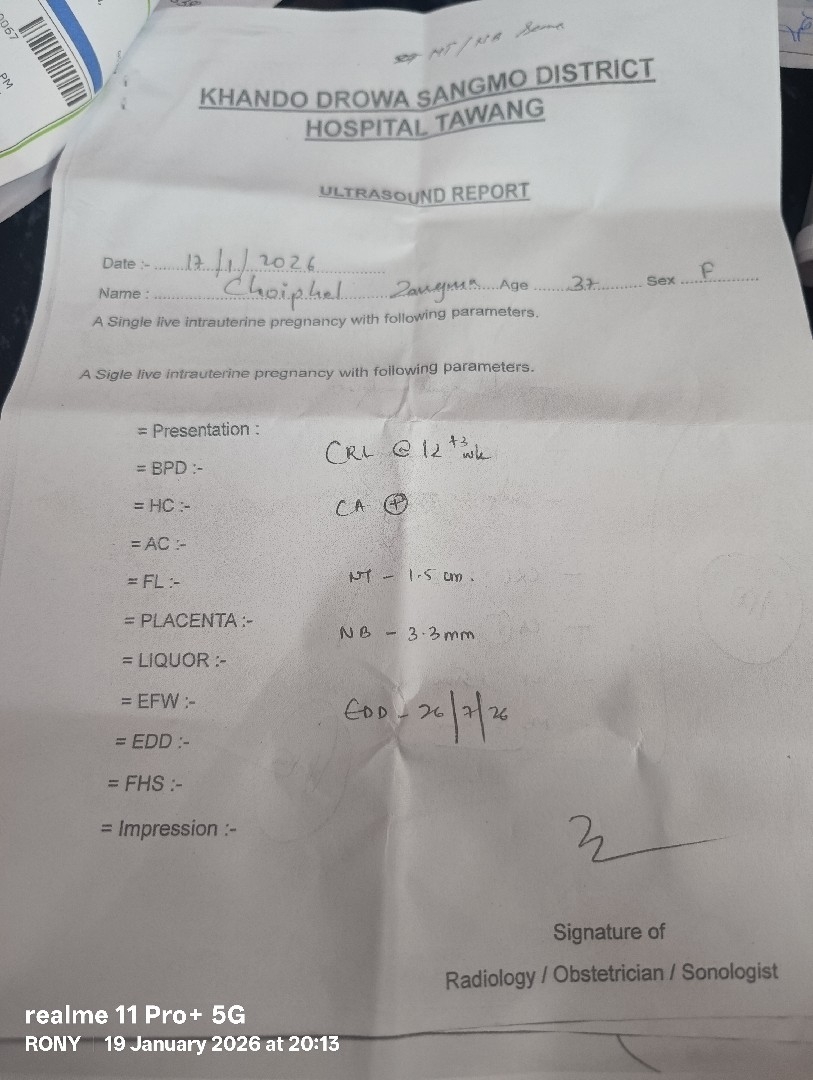 0067
PM
KHANDO DROWA SANGMO DISTRICT
HOSPITAL TAWANG
ULTRASOUND REPORT
Date :- 17/1/2026
Name : Choiphel Zangmu Age 37 Sex F
A Single live intrauterine pregnancy with following parameters.
A Sigle live intrauterine pregnancy with following parameters.
= Presentation :
CRL @ 12 +3 wk
= BPD :-
= HC :- CA ⊕
= AC :-
= FL :- NT - 1.5 cm.
= PLACENTA :-
NB - 3.3mm
= LIQUOR :-
= EFW :-
EDD - 26/7/26
= EDD :-
= FHS :-
= Impression :-
Signature of
Radiology / Obstetrician / Sonologist
realme 11 Pro+ 5G
RONY 19 January 2026 at 20:13